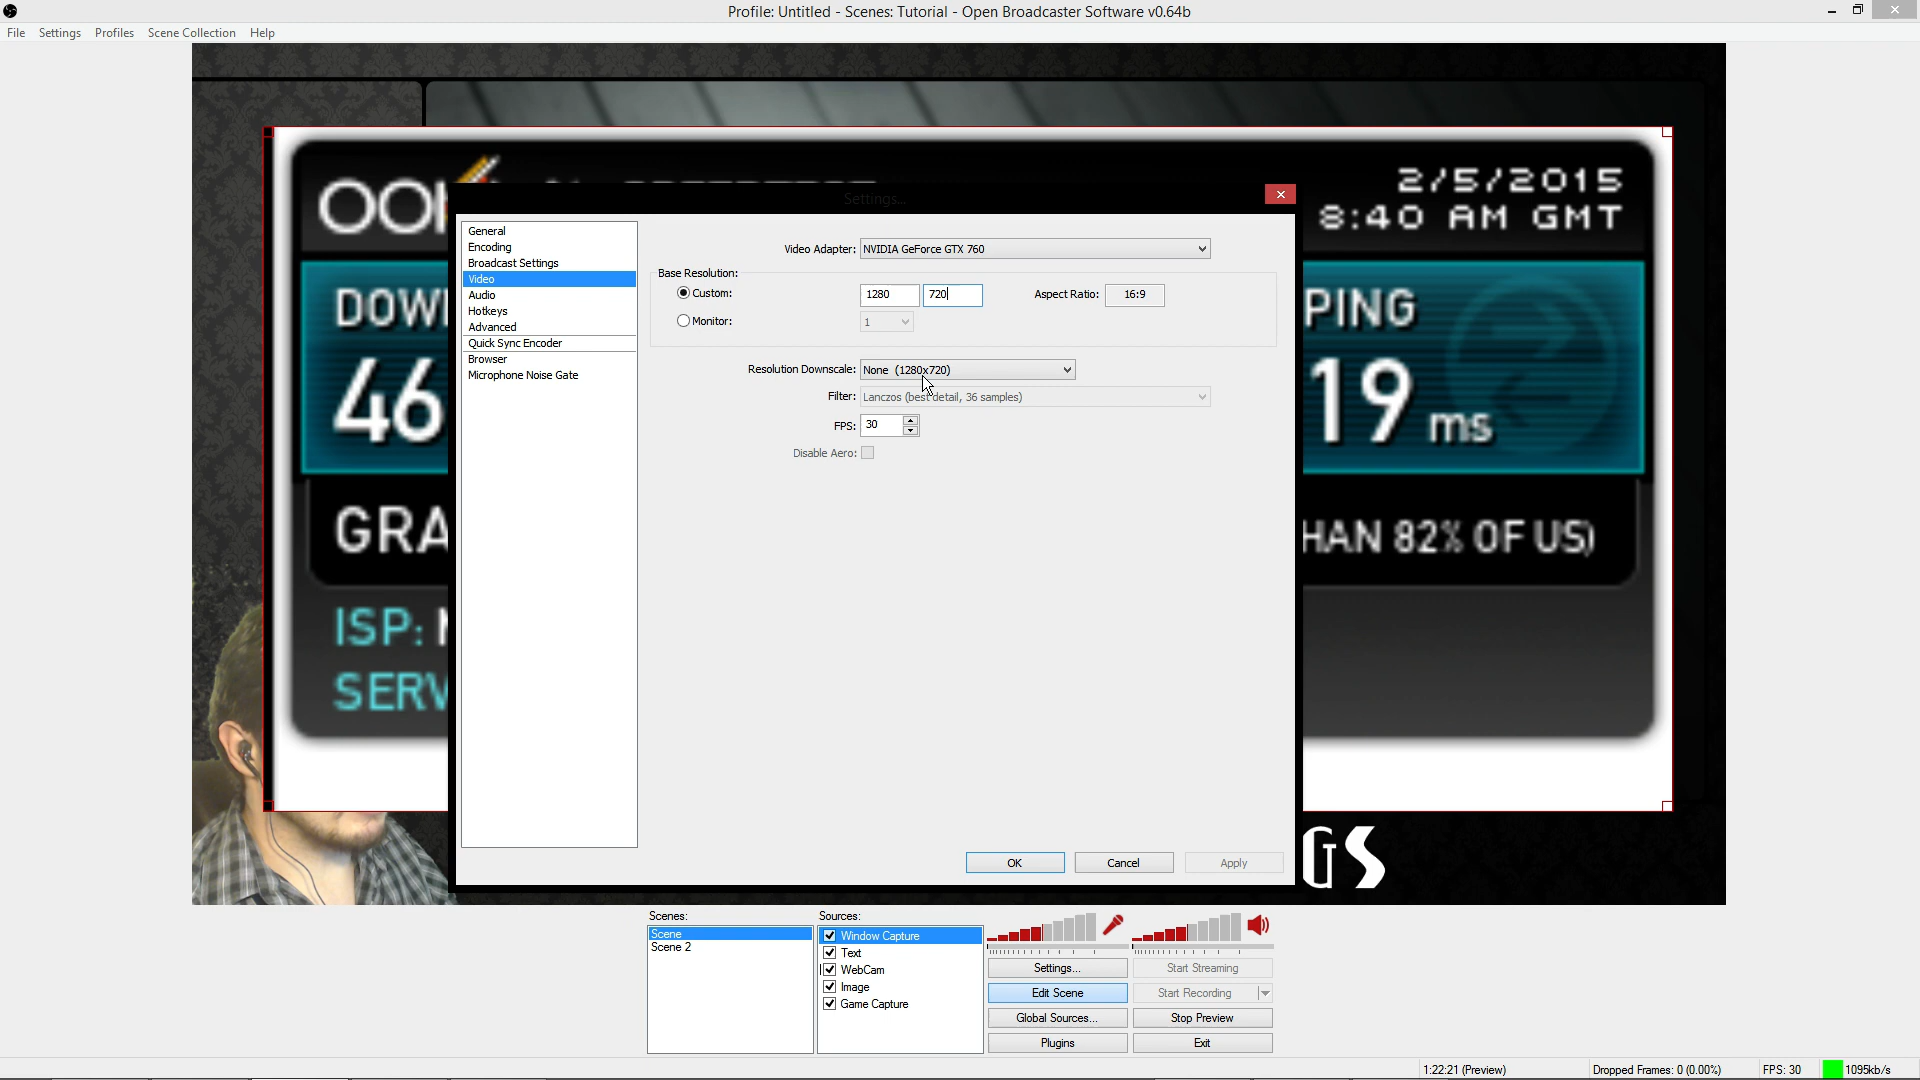 Profile: Untitled - Scenes: Tutorial - Open Broadcaster Software v0.64b
File Settings Profiles Scene Collection Help
2/5/2015
8:40 AM GMT
Settings...
General
Encoding
Broadcast Settings
Video
Audio
Hotkeys
Advanced
Quick Sync Encoder
Browser
Microphone Noise Gate
Video Adapter: NVIDIA GeForce GTX 760
Base Resolution:
Custom: 1280 720 Aspect Ratio: 16:9
Monitor: 1
Resolution Downscale: None (1280x720)
Filter: Lanczos (best detail, 36 samples)
FPS: 30
Disable Aero:
OK Cancel Apply
OOK
DOW
46
PING
19 ms
GRA
HAN 82% OF US)
ISP:
SERV
GS
Scenes:
Scene
Scene 2
Sources:
Window Capture
Text
WebCam
Image
Game Capture
Settings... Start Streaming
Edit Scene Start Recording
Global Sources... Stop Preview
Plugins Exit
1:22:21 (Preview) Dropped Frames: 0 (0.00%) FPS: 30 1095kb/s